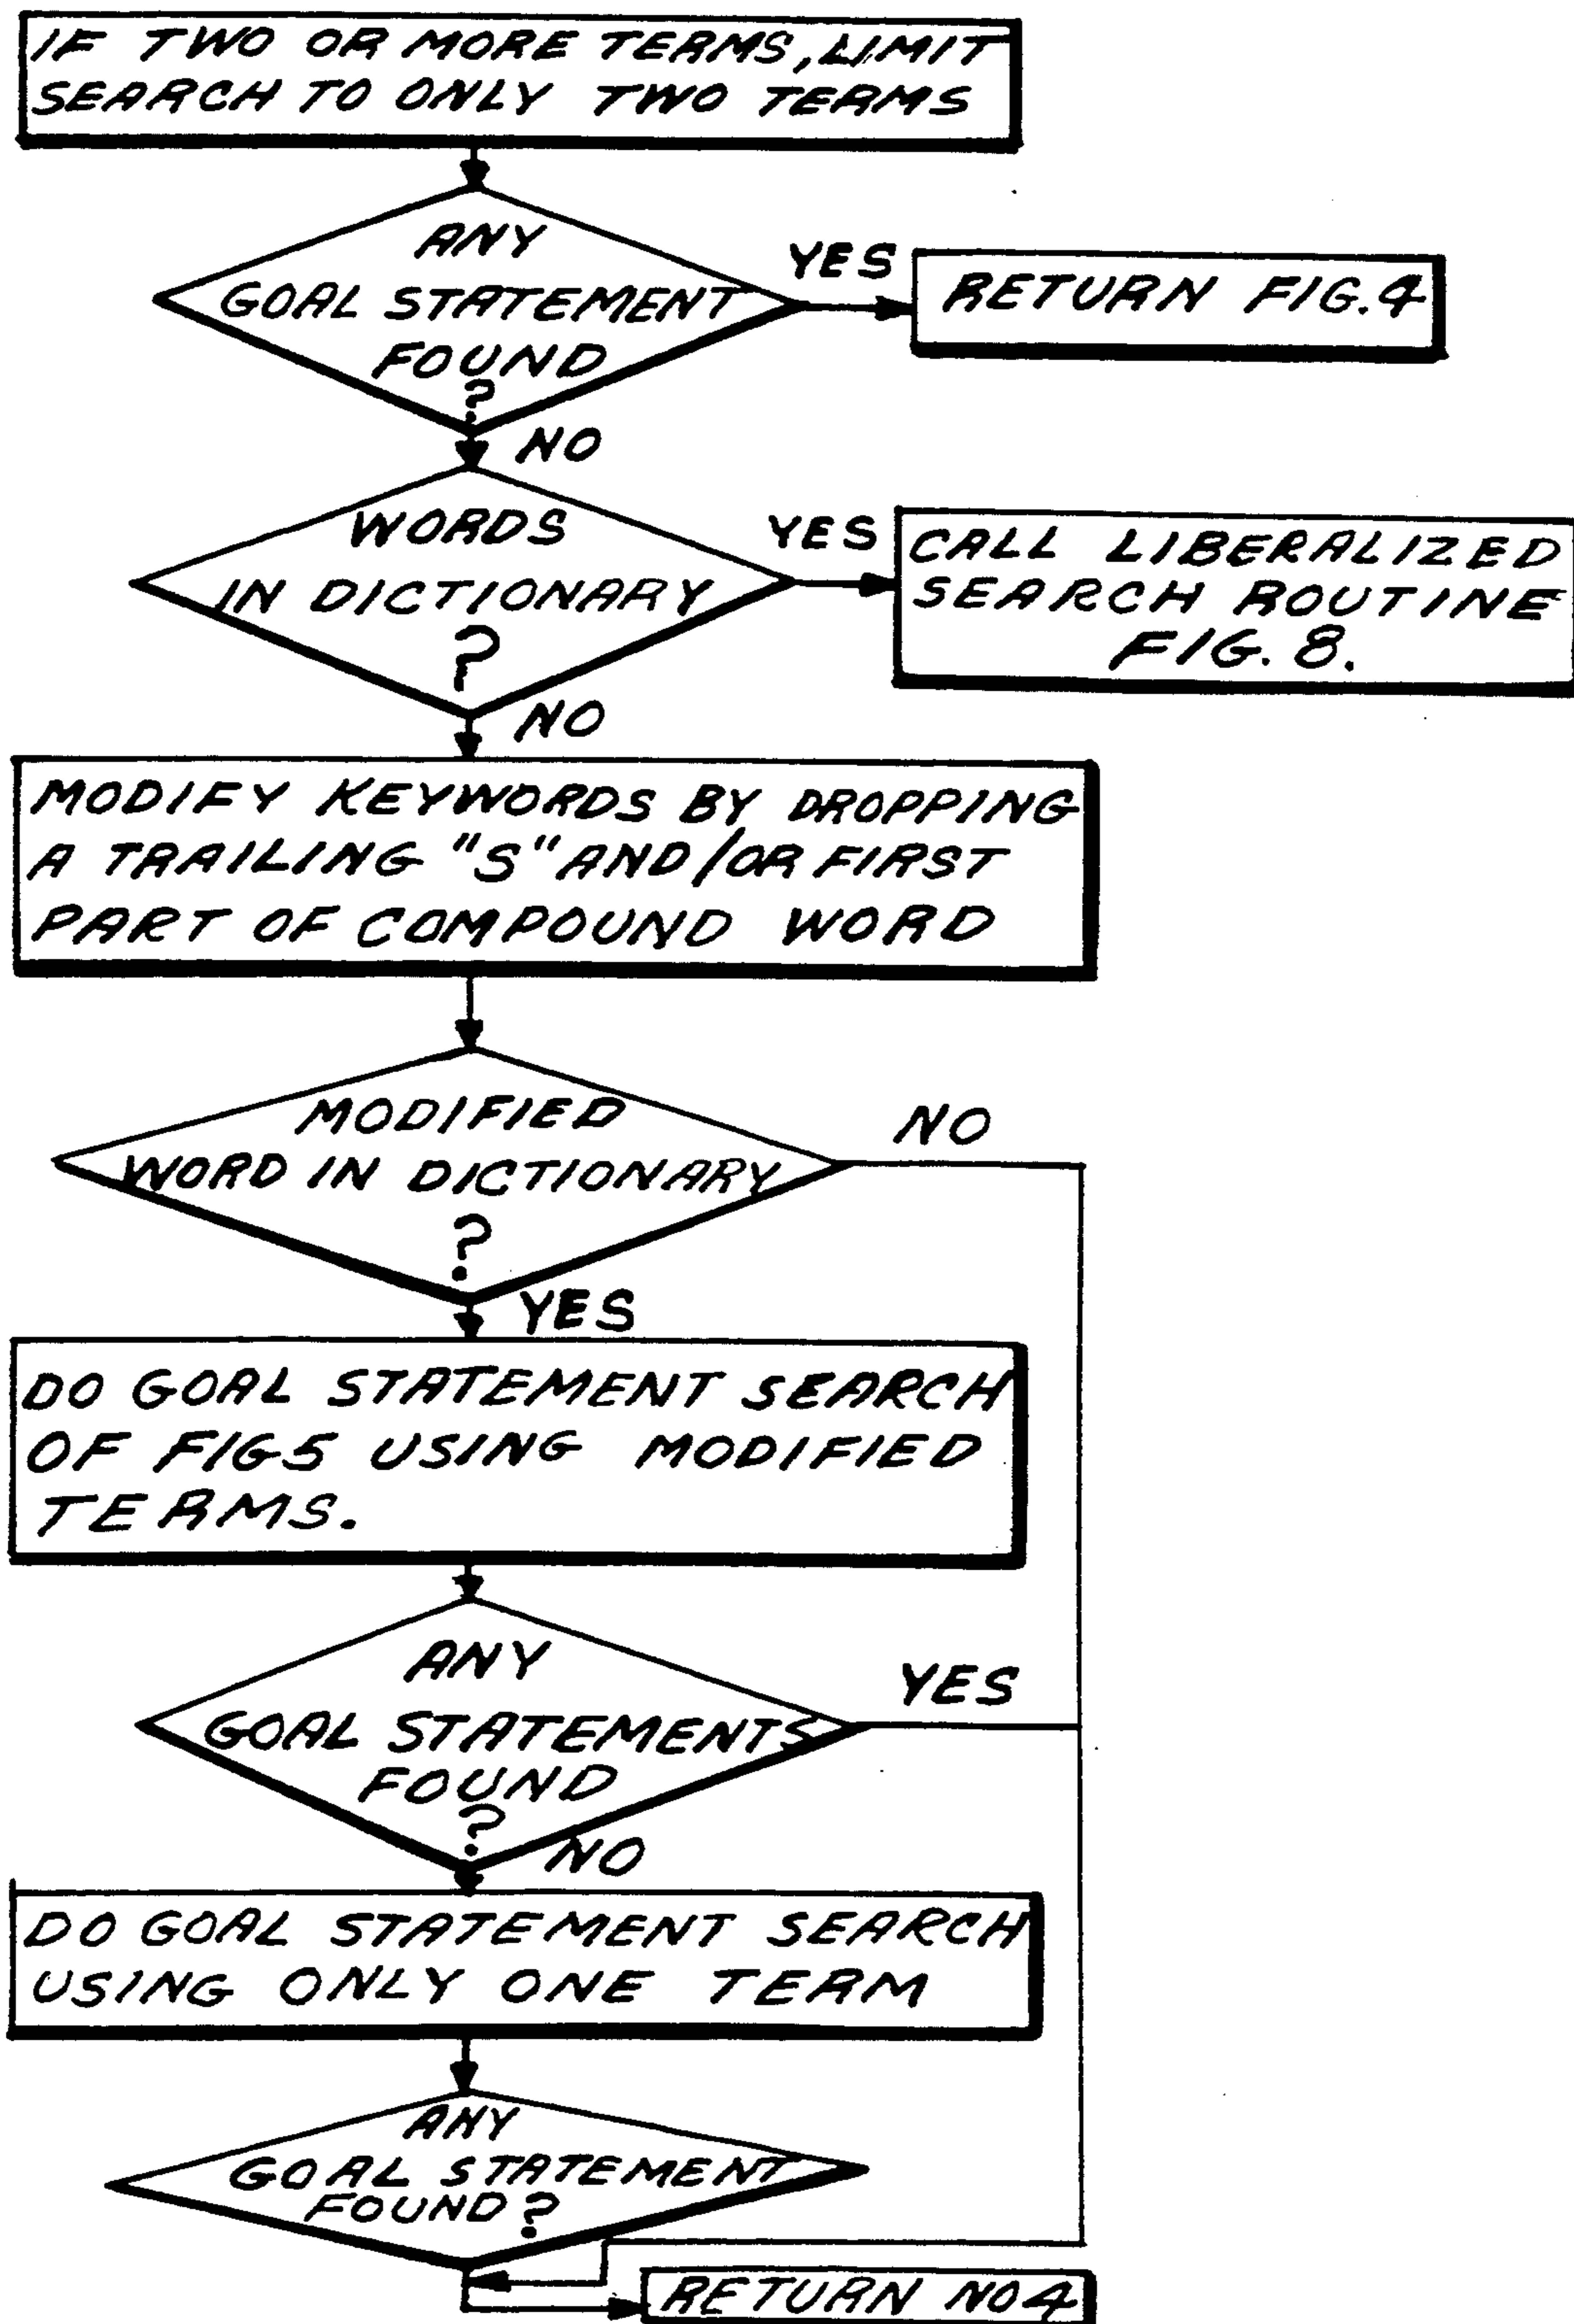 IF TWO OR MORE TERMS, LIMIT
SEARCH TO ONLY TWO TERMS
ANY
GOAL STATEMENT
FOUND
?
YES
RETURN FIG. 4
NO
WORDS
IN DICTIONARY
?
YES
CALL LIBERALIZED
SEARCH ROUTINE
FIG. 8.
NO
MODIFY KEYWORDS BY DROPPING
A TRAILING "S" AND/OR FIRST
PART OF COMPOUND WORD
MODIFIED
WORD IN DICTIONARY
?
NO
YES
DO GOAL STATEMENT SEARCH
OF FIG5 USING MODIFIED
TERMS.
ANY
GOAL STATEMENTS
FOUND
?
YES
NO
DO GOAL STATEMENT SEARCH
USING ONLY ONE TERM
ANY
GOAL STATEMENT
FOUND?
RETURN NO4